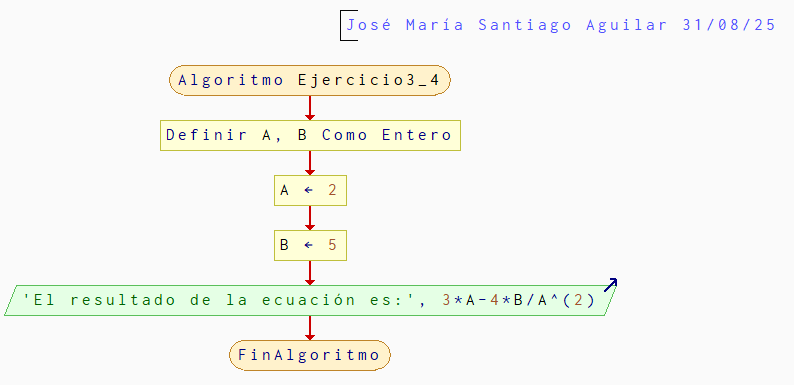 José María Santiago Aguilar 31/08/25
Algoritmo Ejercicio3_4
Definir A, B Como Entero
A ← 2
B ← 5
'El resultado de la ecuación es:', 3*A-4*B/A^(2)
FinAlgoritmo